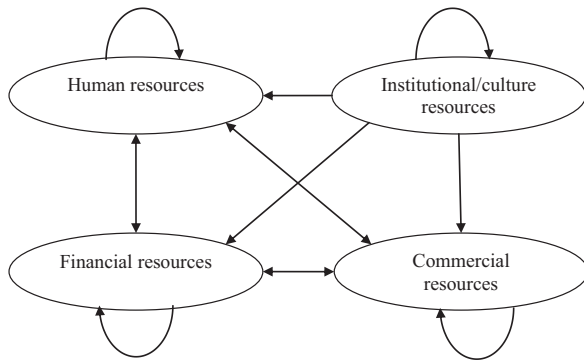 Human resources
Institutional/culture
resources
Financial resources
Commercial
resources